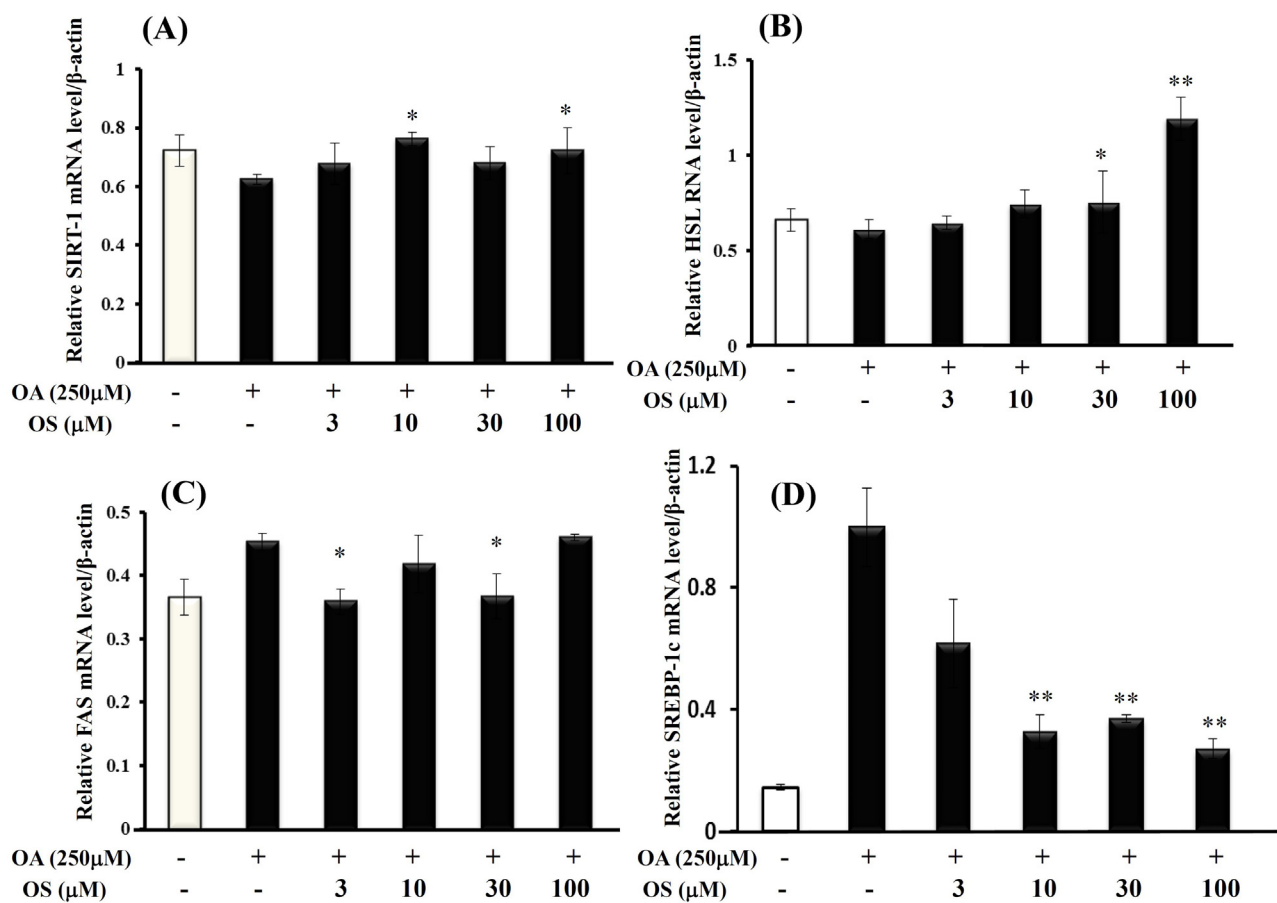 (A)
Relative SIRT-1 mRNA level/β-actin
1
0.8
0.6
0.4
0.2
0
* *
OA (250μM) - + + + + +
OS (μM) - - 3 10 30 100
(B)
Relative HSL RNA level/β-actin
1.5
1
0.5
0
* **
OA (250μM) - + + + + +
OS (μM) - - 3 10 30 100
(C)
Relative FAS mRNA level/β-actin
0.5
0.4
0.3
0.2
0.1
0
* *
OA (250μM) - + + + + +
OS (μM) - - 3 10 30 100
(D)
Relative SREBP-1c mRNA level/β-actin
1.2
0.8
0.4
0
** ** **
OA (250μM) - + + + + +
OS (μM) - - 3 10 30 100